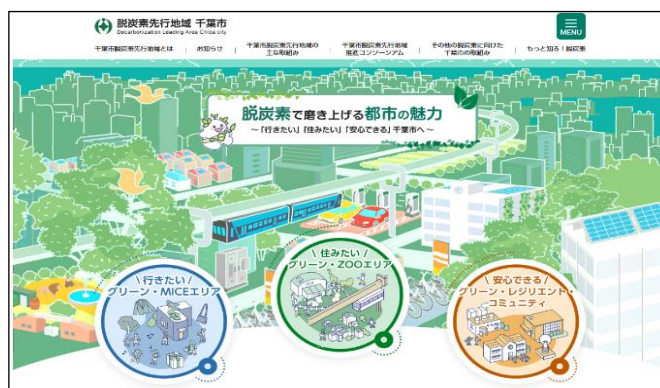 脱炭素先行地域 千葉市
Decarbonization Leading Area Chiba city
MENU
千葉市脱炭素先行地域とは
お知らせ
千葉市脱炭素先行地域の
主な取組み
千葉市脱炭素先行地域
推進コンソーシアム
その他の脱炭素に向けた
千葉市の取組み
もっと知る！脱炭素
脱炭素で磨き上げる都市の魅力
～「行きたい」「住みたい」「安心できる」千葉市へ～
\ 行きたい /
グリーン・MICEエリア
\ 住みたい /
グリーン・ZOOエリア
\ 安心できる /
グリーン・レジリエント・
コミュニティ